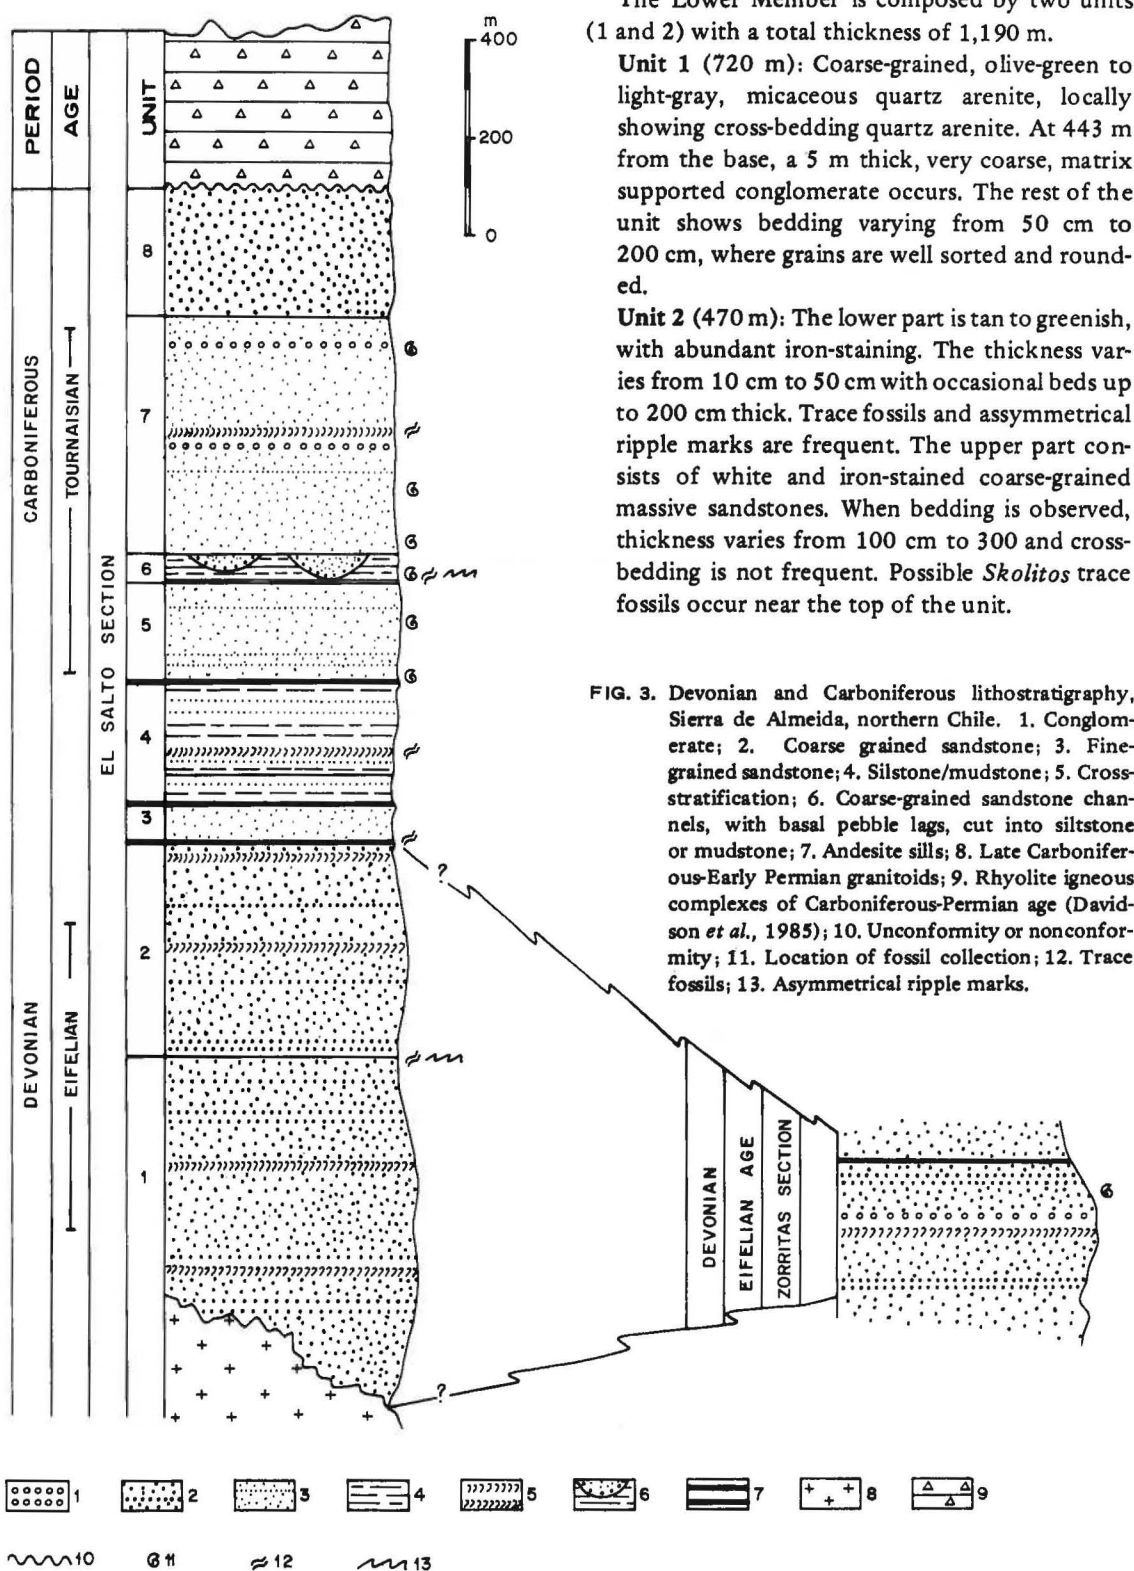 The Lower Member is composed by two units
(1 and 2) with a total thickness of 1,190 m.
Unit 1 (720 m): Coarse-grained, olive-green to
light-gray, micaceous quartz arenite, locally
showing cross-bedding quartz arenite. At 443 m
from the base, a 5 m thick, very coarse, matrix
supported conglomerate occurs. The rest of the
unit shows bedding varying from 50 cm to
200 cm, where grains are well sorted and round-
ed.
Unit 2 (470 m): The lower part is tan to greenish,
with abundant iron-staining. The thickness var-
ies from 10 cm to 50 cm with occasional beds up
to 200 cm thick. Trace fossils and assymmetrical
ripple marks are frequent. The upper part con-
sists of white and iron-stained coarse-grained
massive sandstones. When bedding is observed,
thickness varies from 100 cm to 300 and cross-
bedding is not frequent. Possible Skolitos trace
fossils occur near the top of the unit.
FIG. 3. Devonian and Carboniferous lithostratigraphy,
Sierra de Almeida, northern Chile. 1. Conglom-
erate; 2. Coarse grained sandstone; 3. Fine-
grained sandstone; 4. Silstone/mudstone; 5. Cross-
stratification; 6. Coarse-grained sandstone chan-
nels, with basal pebble lags, cut into siltstone
or mudstone; 7. Andesite sills; 8. Late Carbonifer-
ous-Early Permian granitoids; 9. Rhyolite igneous
complexes of Carboniferous-Permian age (David-
son et al., 1985); 10. Unconformity or nonconfor-
mity; 11. Location of fossil collection; 12. Trace
fossils; 13. Asymmetrical ripple marks.
PERIOD
AGE
UNIT
m
400
200
0
CARBONIFEROUS
TOURNAISIAN
EL SALTO SECTION
DEVONIAN
EIFELIAN
8
7
6
5
4
3
2
1
?
?
DEVONIAN
EIFELIAN AGE
ZORRITAS SECTION
1
2
3
4
5
6
7
8
9
10
11
12
13